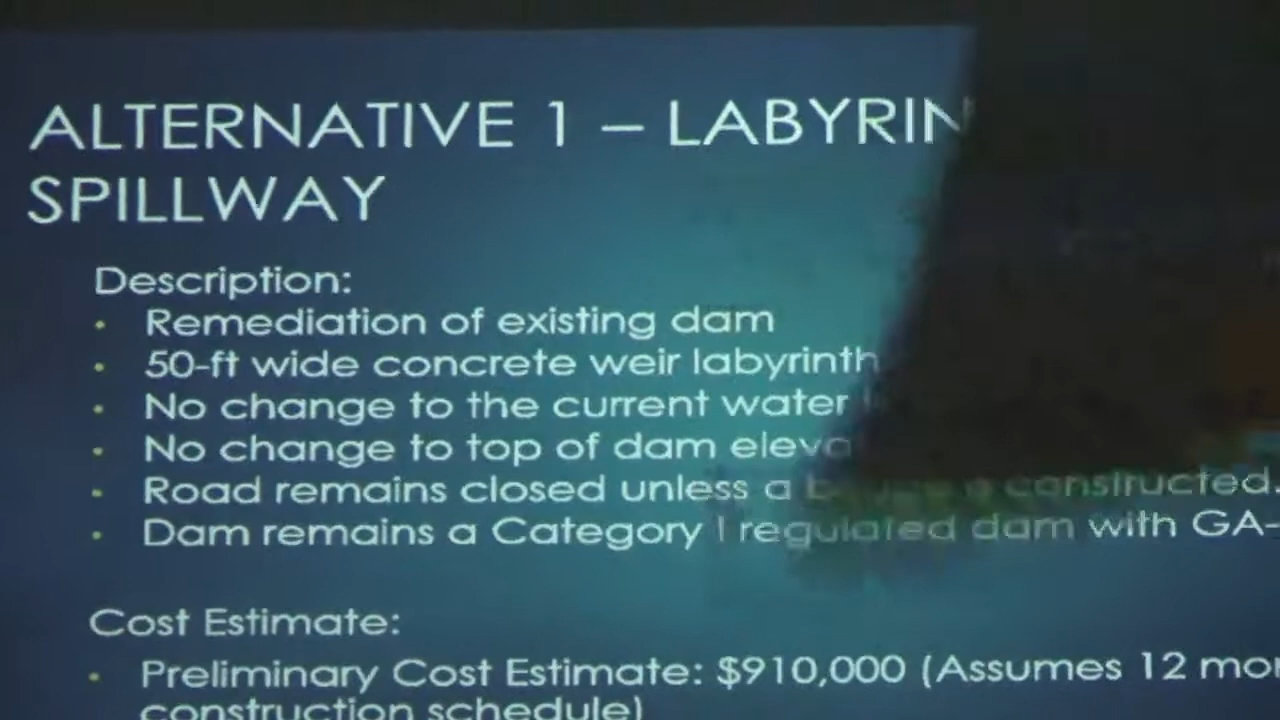 ALTERNATIVE 1 – LABYRIN
SPILLWAY
Description:
• Remediation of existing dam
• 50-ft wide concrete weir labyrinth
• No change to the current water
• No change to top of dam eleva
• Road remains closed unless a constructed.
• Dam remains a Category I regulated dam with GA-
Cost Estimate:
• Preliminary Cost Estimate: $910,000 (Assumes 12 mon
construction schedule)